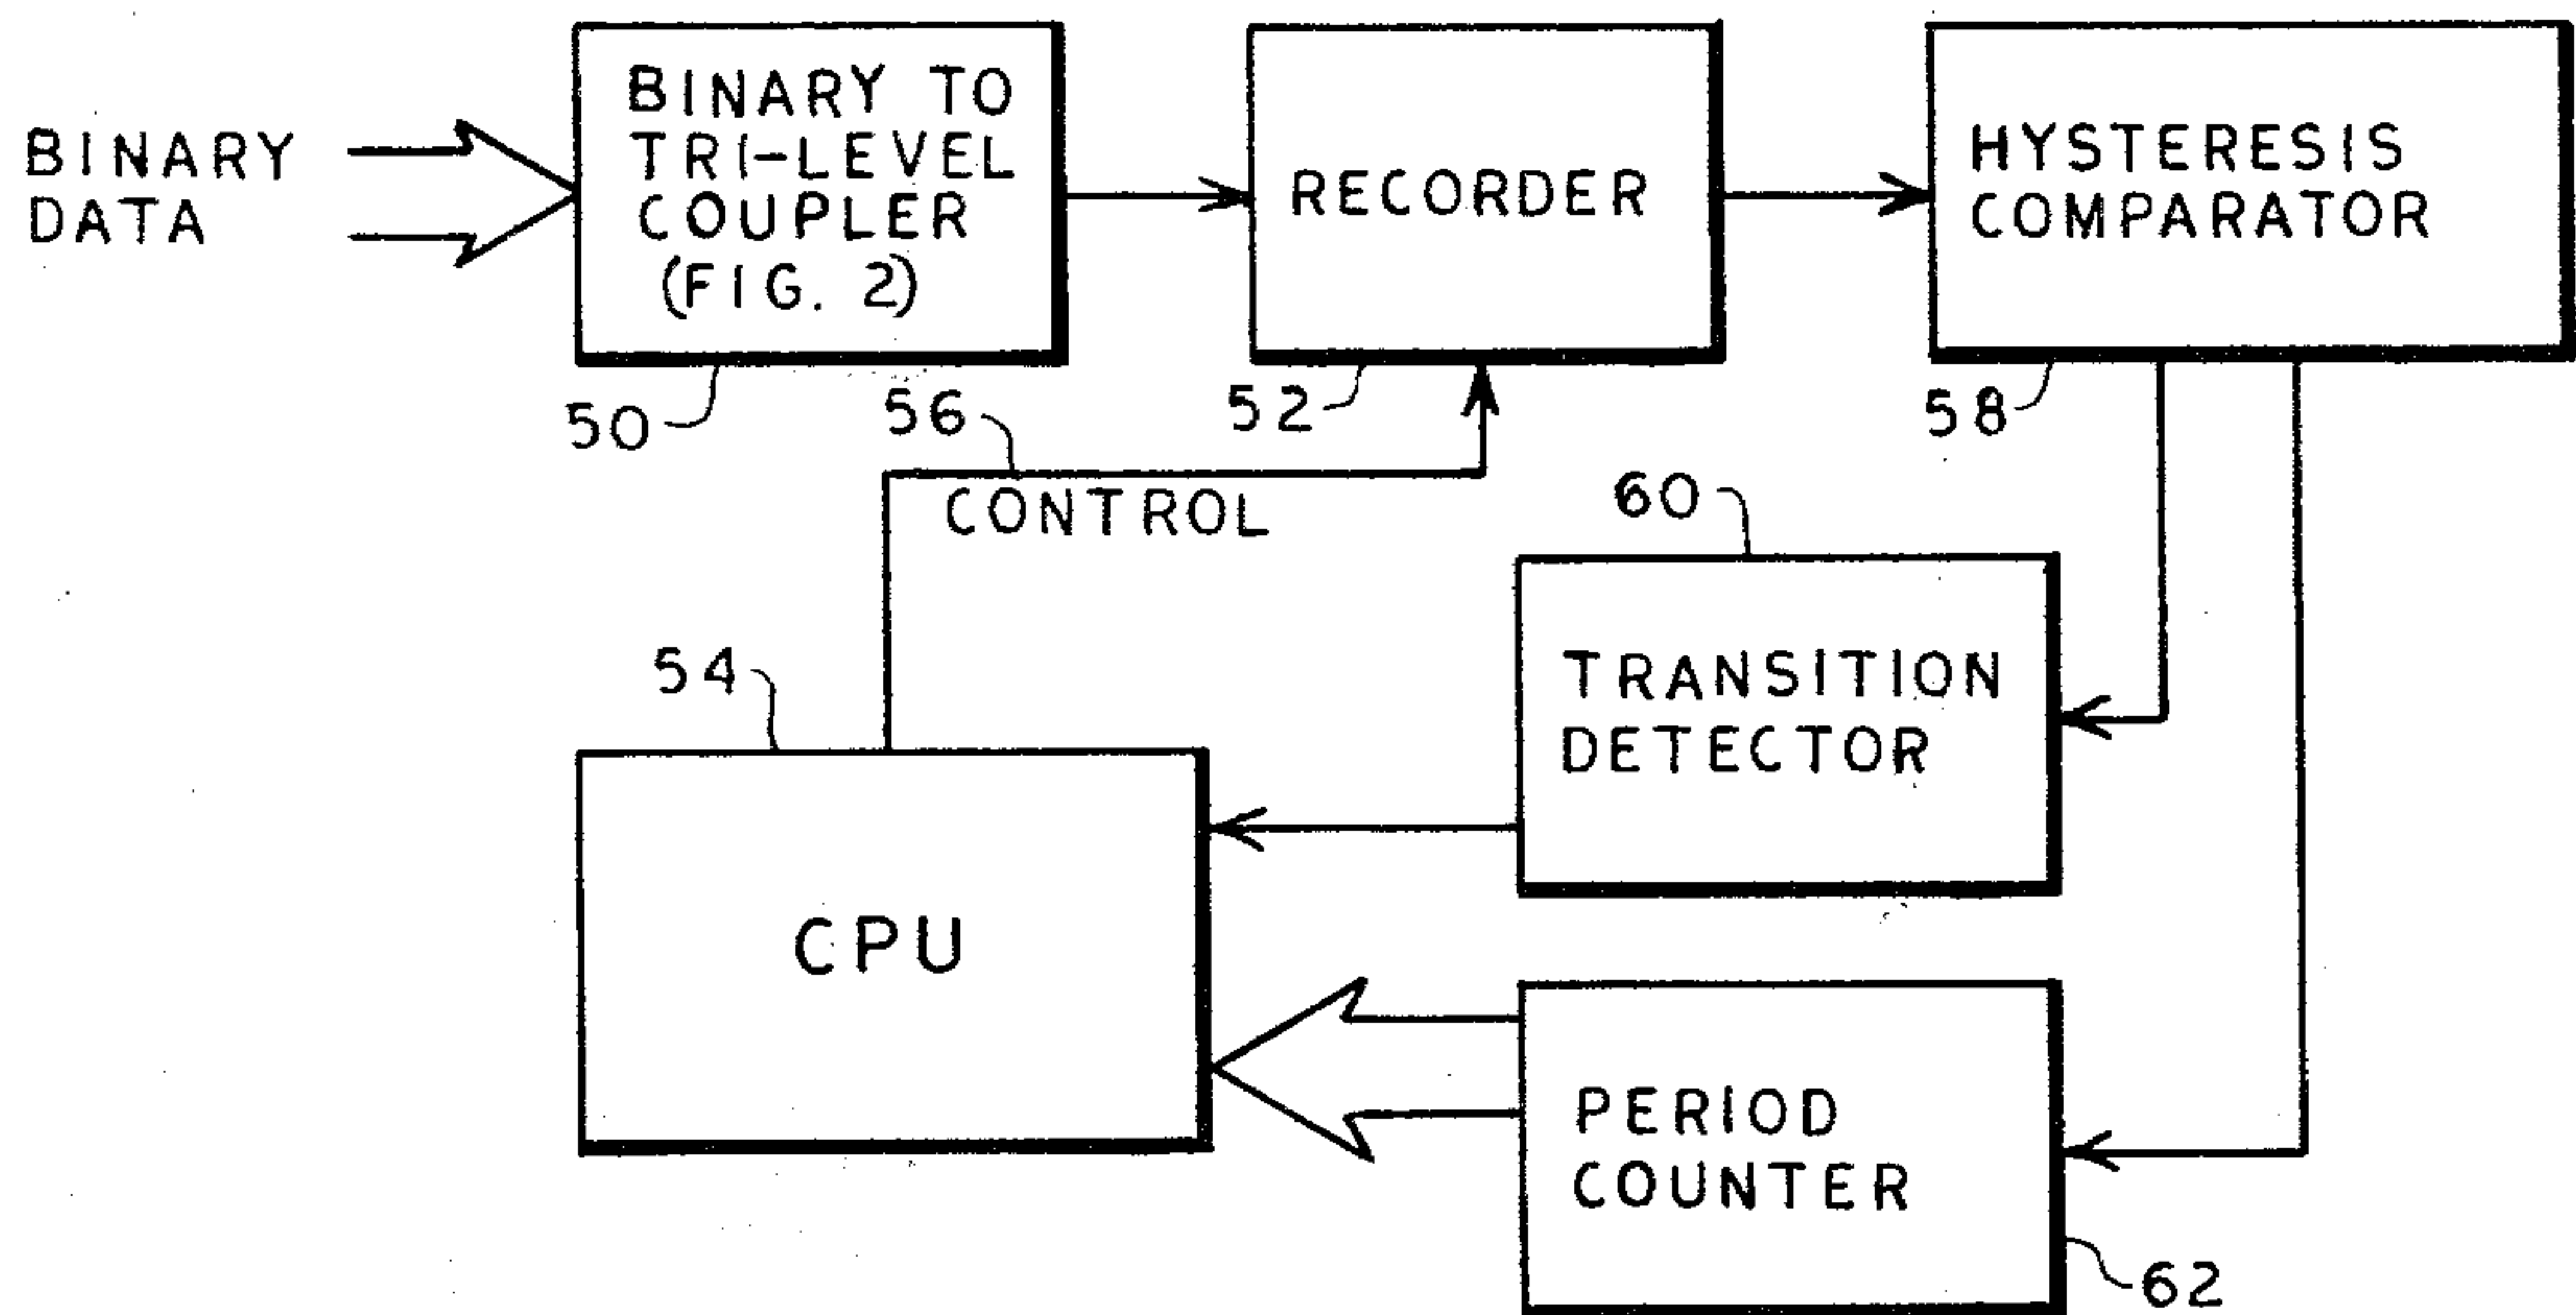 BINARY
DATA
BINARY TO
TRI-LEVEL
COUPLER
(FIG. 2)
RECORDER
HYSTERESIS
COMPARATOR
50
56
52
58
CONTROL
60
54
TRANSITION
DETECTOR
CPU
PERIOD
COUNTER
62